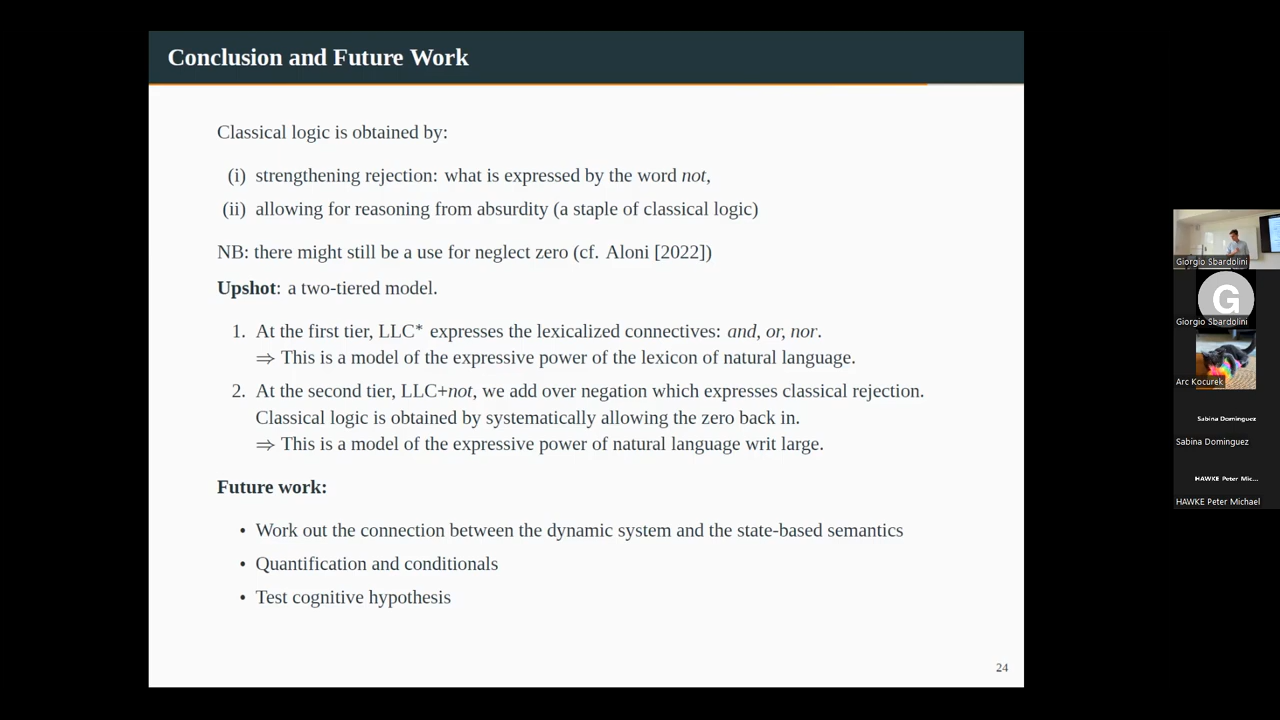 Conclusion and Future Work
Classical logic is obtained by:
(i) strengthening rejection: what is expressed by the word not,
(ii) allowing for reasoning from absurdity (a staple of classical logic)
NB: there might still be a use for neglect zero (cf. Aloni [2022])
Upshot: a two-tiered model.
1. At the first tier, LLC* expresses the lexicalized connectives: and, or, nor.
⇒ This is a model of the expressive power of the lexicon of natural language.
2. At the second tier, LLC+not, we add over negation which expresses classical rejection.
Classical logic is obtained by systematically allowing the zero back in.
⇒ This is a model of the expressive power of natural language writ large.
Future work:
• Work out the connection between the dynamic system and the state-based semantics
• Quantification and conditionals
• Test cognitive hypothesis
24
Giorgio Sbardolini
G
Giorgio Sbardolini
Arc Kocurek
Sabina Dominguez
Sabina Dominguez
HAWKE Peter Mic...
HAWKE Peter Michael